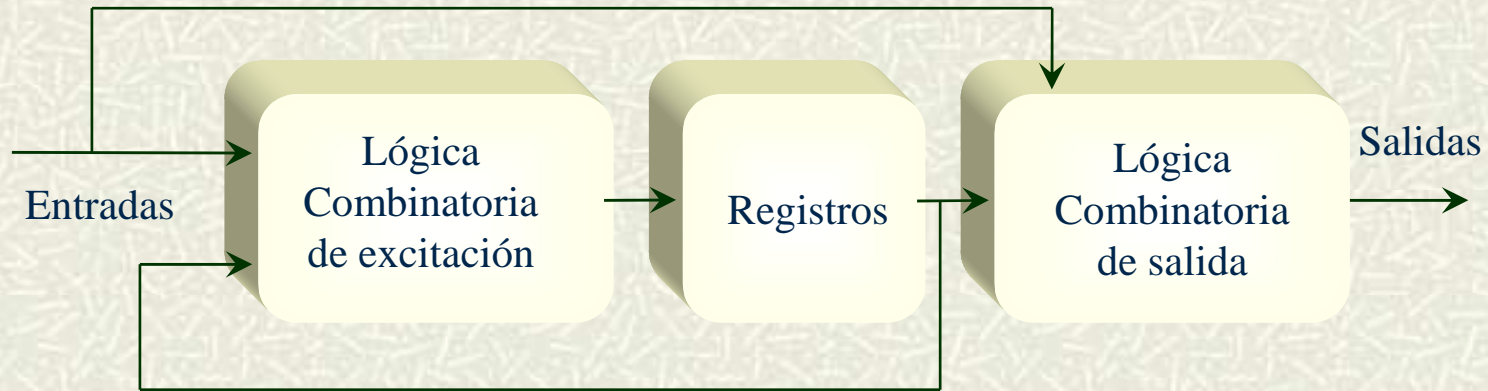 Entradas
Lógica
Combinatoria
de excitación
Registros
Lógica
Combinatoria
de salida
Salidas